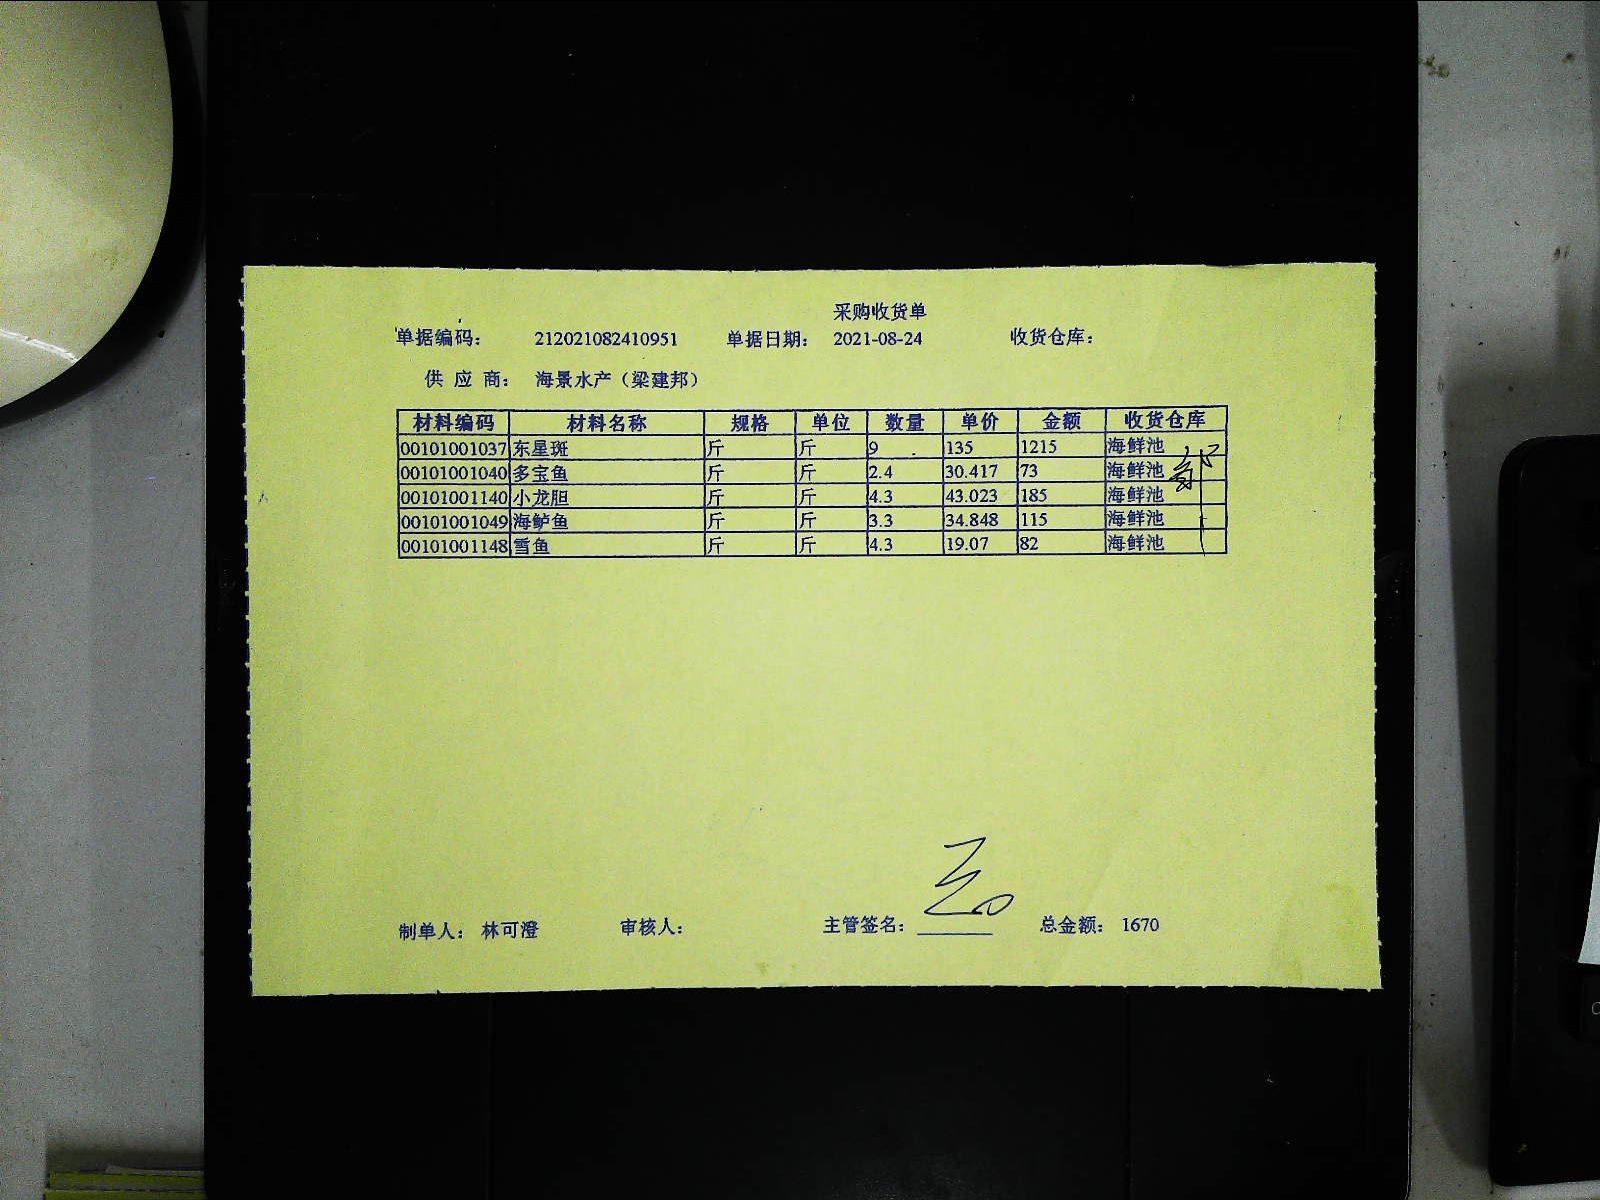 采购收货单
单据编码： 212021082410951 单据日期： 2021-08-24 收货仓库：
供 应 商： 海景水产（梁建邦）
材料编码 材料名称 规格 单位 数量 单价 金额 收货仓库
00101001037 东星斑 斤 斤 9 135 1215 海鲜池
00101001040 多宝鱼 斤 斤 2.4 30.417 73 海鲜池
00101001140 小龙胆 斤 斤 4.3 43.023 185 海鲜池
00101001049 海鲈鱼 斤 斤 3.3 34.848 115 海鲜池
00101001148 雪鱼 斤 斤 4.3 19.07 82 海鲜池
制单人： 林可澄 审核人： 主管签名： 总金额： 1670